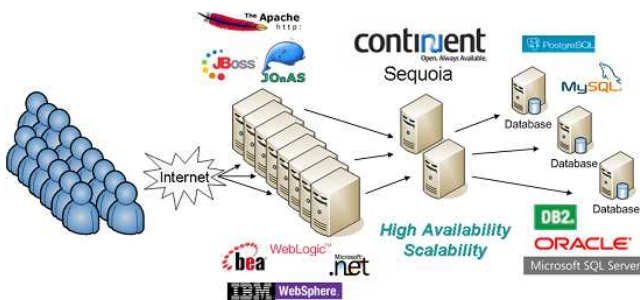 The Apache
http:
JBoss
JOnAS
continuent
Open. Always Available.
Sequoia
PostgreSQL
MySQL
Internet
Database
Database
Database
High Availability
Scalability
bea
WebLogic™
Microsoft
.net
IBM WebSphere.
DB2.
ORACLE
Microsoft SQL Server